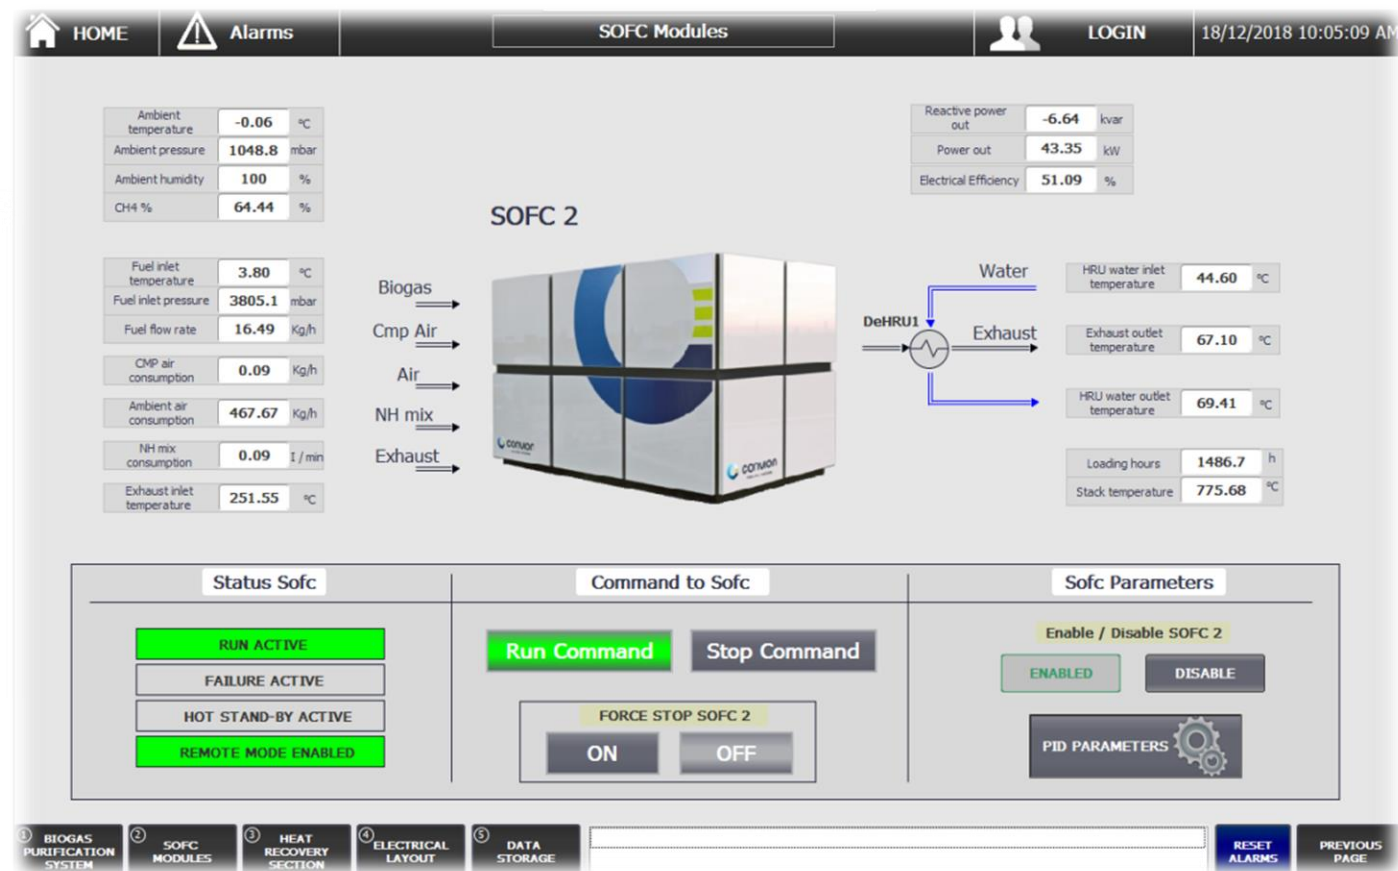 HOME
Alarms
SOFC Modules
LOGIN
18/12/2018 10:05:09 AM
Ambient
temperature
-0.06 ºC
Ambient pressure 1048.8 mbar
Ambient humidity 100 %
CH4 % 64.44 %
Reactive power
out
-6.64 kvar
Power out 43.35 kW
Electrical Efficiency 51.09 %
SOFC 2
Fuel inlet
temperature
3.80 ºC
Fuel inlet pressure 3805.1 mbar
Fuel flow rate 16.49 Kg/h
CMP air
consumption
0.09 Kg/h
Ambient air
consumption
467.67 Kg/h
NH mix
consumption
0.09 I / min
Exhaust inlet
temperature
251.55 ºC
Biogas
Cmp Air
Air
NH mix
Exhaust
convion
convion
DeHRU1
Water
Exhaust
HRU water inlet
temperature
44.60 ºC
Exhaust outlet
temperature
67.10 ºC
HRU water outlet
temperature
69.41 ºC
Loading hours 1486.7 h
Stack temperature 775.68 ºC
Status Sofc
RUN ACTIVE
FAILURE ACTIVE
HOT STAND-BY ACTIVE
REMOTE MODE ENABLED
Command to Sofc
Run Command
Stop Command
FORCE STOP SOFC 2
ON
OFF
Sofc Parameters
Enable / Disable SOFC 2
ENABLED
DISABLE
PID PARAMETERS
1 BIOGAS
PURIFICATION
SYSTEM
2 SOFC
MODULES
3 HEAT
RECOVERY
SECTION
4 ELECTRICAL
LAYOUT
5 DATA
STORAGE
RESET
ALARMS
PREVIOUS
PAGE